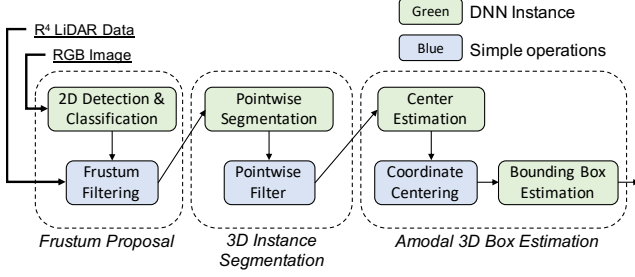 R⁴ LiDAR Data
RGB Image
Green
DNN Instance
Blue
Simple operations
2D Detection &
Classification
Frustum
Filtering
Frustum Proposal
Pointwise
Segmentation
Pointwise
Filter
3D Instance
Segmentation
Center
Estimation
Coordinate
Centering
Bounding Box
Estimation
Amodal 3D Box Estimation